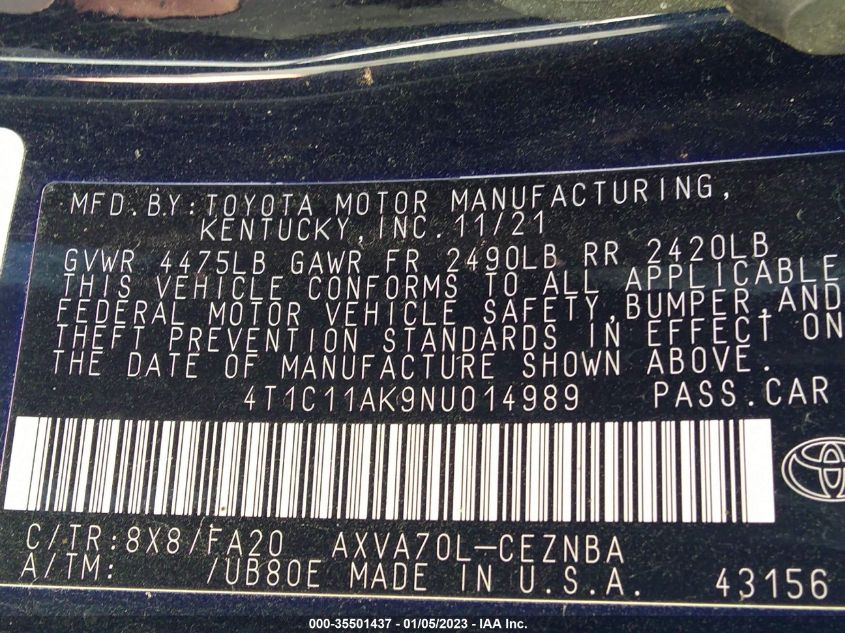 MFD. BY: TOYOTA MOTOR MANUFACTURING,
KENTUCKY, INC. 11/21
GVWR 4475LB GAWR FR 2490LB RR 2420LB
THIS VEHICLE CONFORMS TO ALL APPLICABLE
FEDERAL MOTOR VEHICLE SAFETY, BUMPER, AND
THEFT PREVENTION STANDARDS IN EFFECT ON
THE DATE OF MANUFACTURE SHOWN ABOVE.
4T1C11AK9NU014989 PASS. CAR
C/TR: 8X8/FA20 AXVA70L-CEZNBA
A/TM: /UB80E MADE IN U.S.A. 43156
000-35501437 - 01/05/2023 - IAA Inc.